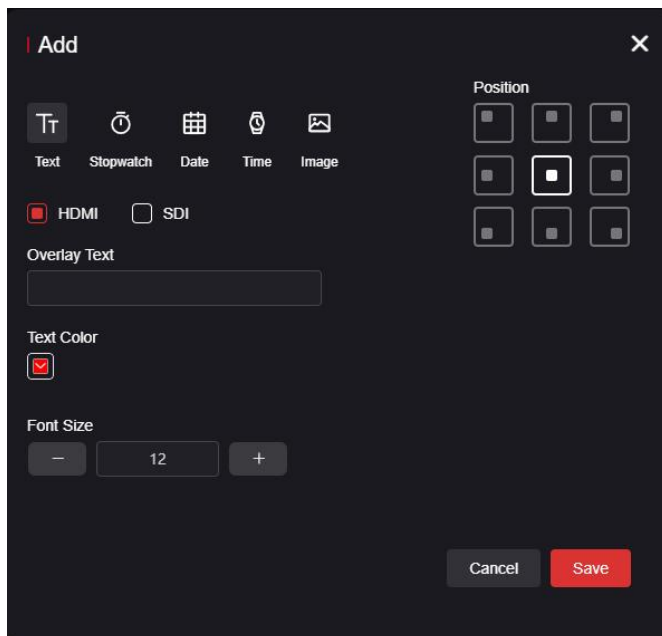 Add
Position
Text Stopwatch Date Time Image
HDMI SDI
Overlay Text
Text Color
Font Size
− 12 +
Cancel Save